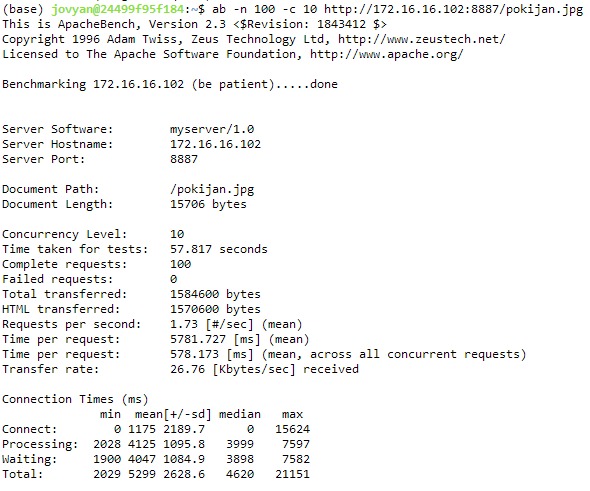 (base) jovyan@24499f95f184:~$ ab -n 100 -c 10 http://172.16.16.102:8887/pokijan.jpg
This is ApacheBench, Version 2.3 <$Revision: 1843412 $>
Copyright 1996 Adam Twiss, Zeus Technology Ltd, http://www.zeustech.net/
Licensed to The Apache Software Foundation, http://www.apache.org/

Benchmarking 172.16.16.102 (be patient).....done


Server Software:        myserver/1.0
Server Hostname:        172.16.16.102
Server Port:            8887

Document Path:          /pokijan.jpg
Document Length:        15706 bytes

Concurrency Level:      10
Time taken for tests:   57.817 seconds
Complete requests:      100
Failed requests:        0
Total transferred:      1584600 bytes
HTML transferred:       1570600 bytes
Requests per second:    1.73 [#/sec] (mean)
Time per request:       5781.727 [ms] (mean)
Time per request:       578.173 [ms] (mean, across all concurrent requests)
Transfer rate:          26.76 [Kbytes/sec] received

Connection Times (ms)
              min  mean[+/-sd] median   max
Connect:        0 1175 2189.7      0   15624
Processing:  2028 4125 1095.8   3999    7597
Waiting:     1900 4047 1084.9   3898    7582
Total:       2029 5299 2628.6   4620   21151